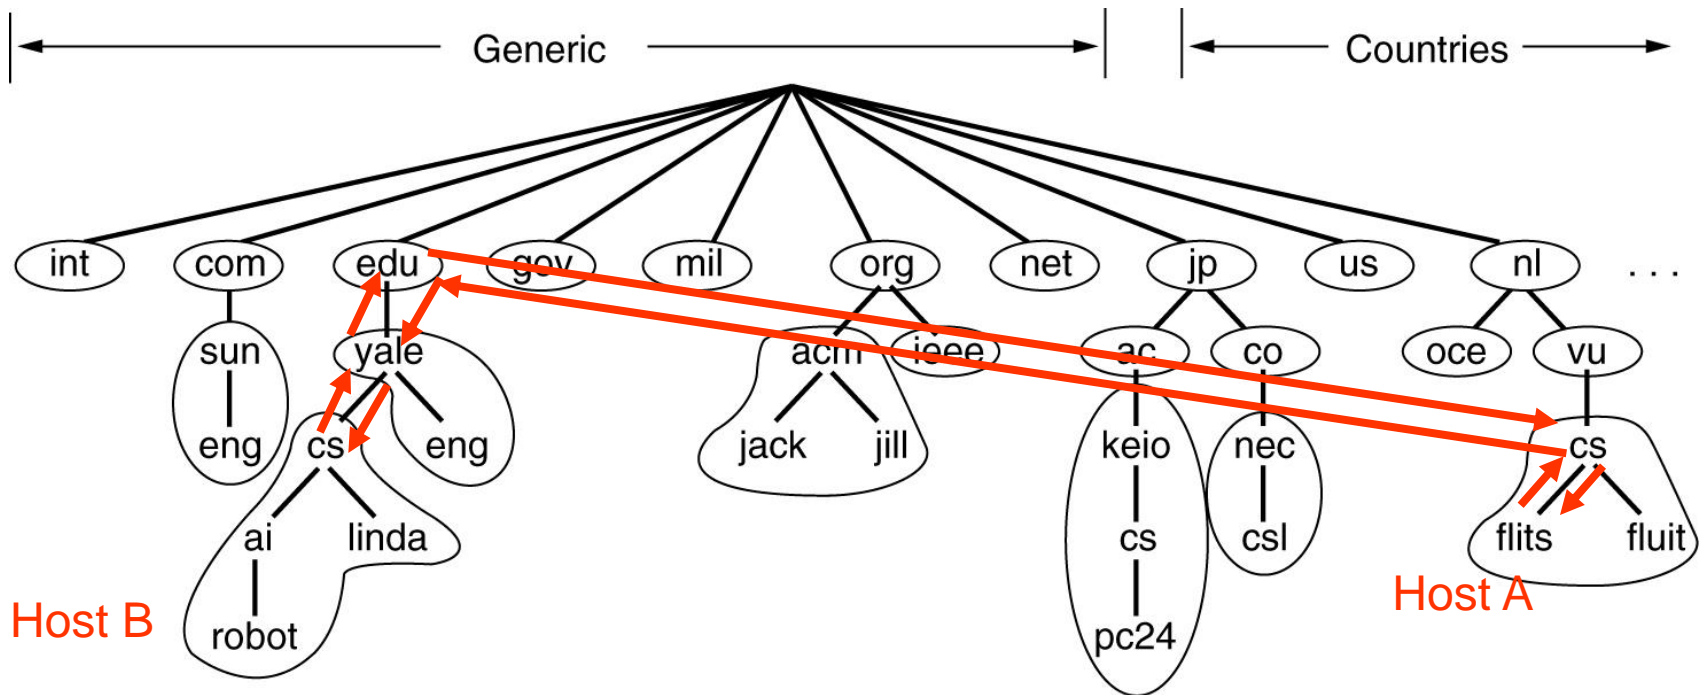 Generic Countries
int com edu gov mil org net jp us nl . . .
sun yale acm ieee ac co oce vu
eng cs eng jack jill keio nec cs
ai linda cs csl flits fluit
Host A
Host B robot pc24